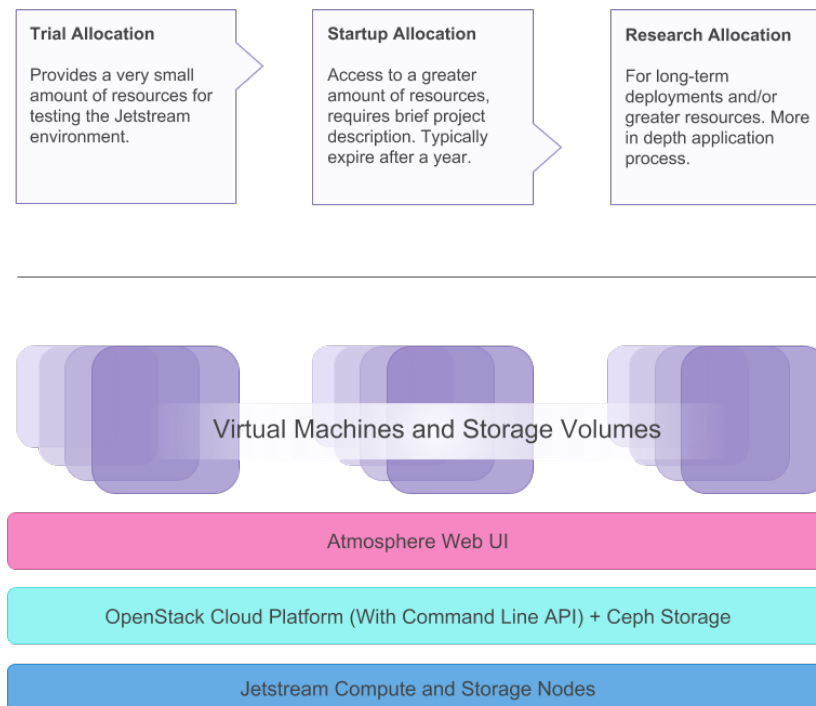 Trial Allocation
Provides a very small
amount of resources for
testing the Jetstream
environment.
Startup Allocation
Access to a greater
amount of resources,
requires brief project
description. Typically
expire after a year.
Research Allocation
For long-term
deployments and/or
greater resources. More
in depth application
process.
Virtual Machines and Storage Volumes
Atmosphere Web UI
OpenStack Cloud Platform (With Command Line API) + Ceph Storage
Jetstream Compute and Storage Nodes